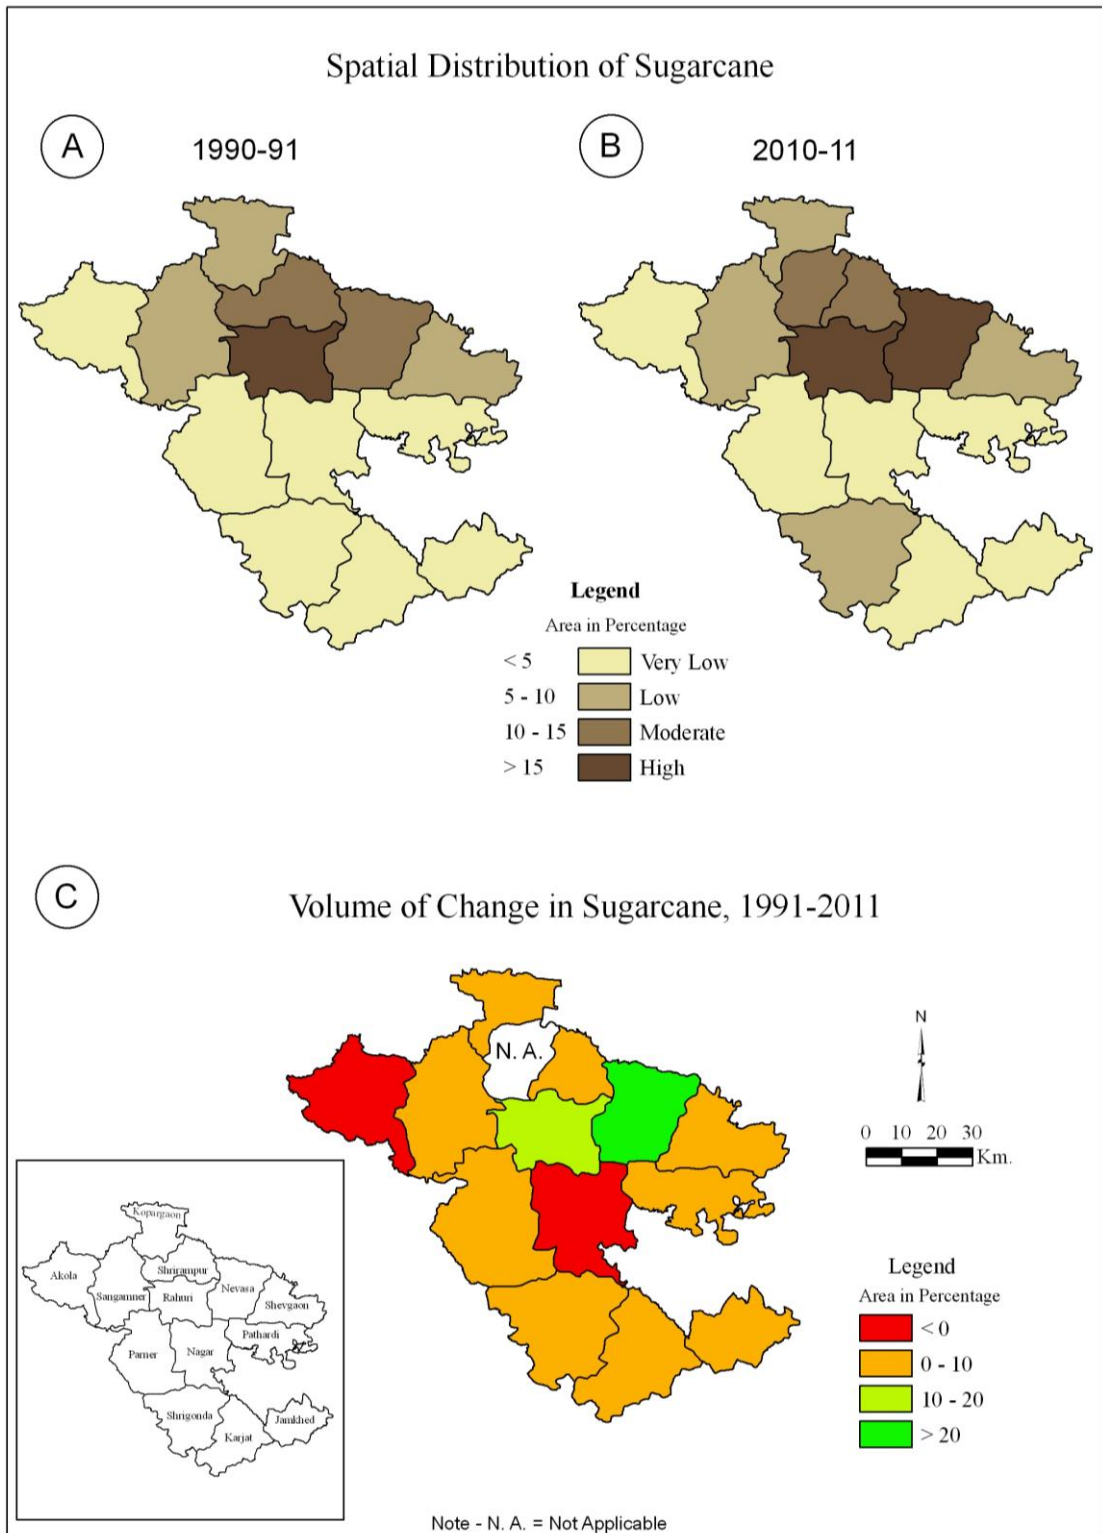 Spatial Distribution of Sugarcane
A
1990-91
B
2010-11
Legend
Area in Percentage
< 5 Very Low
5 - 10 Low
10 - 15 Moderate
> 15 High
C
Volume of Change in Sugarcane, 1991-2011
N. A.
N
0 10 20 30
Km.
Kopargaon
Akola
Shrirampur
Sangamner
Rahuri
Nevasa
Shevgaon
Parner
Nagar
Pathardi
Shrigonda
Karjat
Jamkhed
Legend
Area in Percentage
< 0
0 - 10
10 - 20
> 20
Note - N. A. = Not Applicable